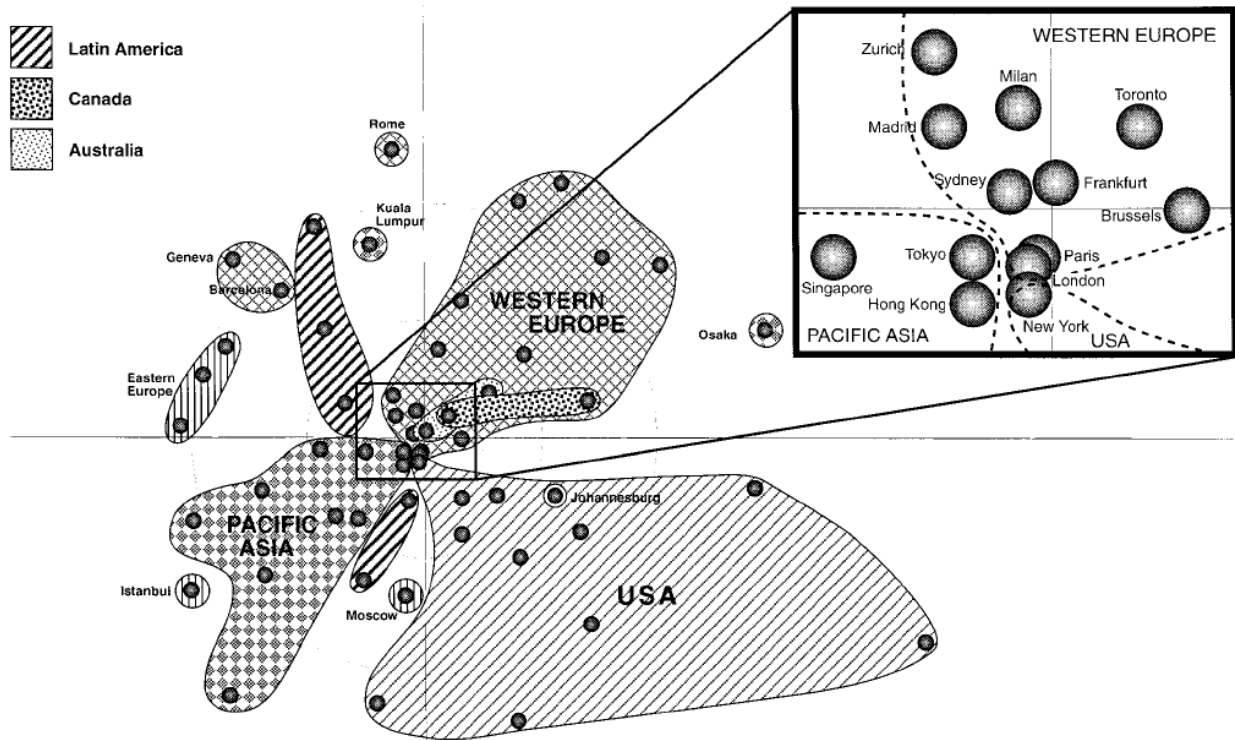 Latin America
Canada
Australia
Rome
Kuala
Lumpur
Geneva
Barcelona
Eastern
Europe
WESTERN
EUROPE
Osaka
PACIFIC
ASIA
Johannesburg
Istanbul
Moscow
USA
Zurich
WESTERN EUROPE
Milan
Toronto
Madrid
Sydney
Frankfurt
Brussels
Tokyo
Paris
London
Singapore
Hong Kong
New York
PACIFIC ASIA
USA